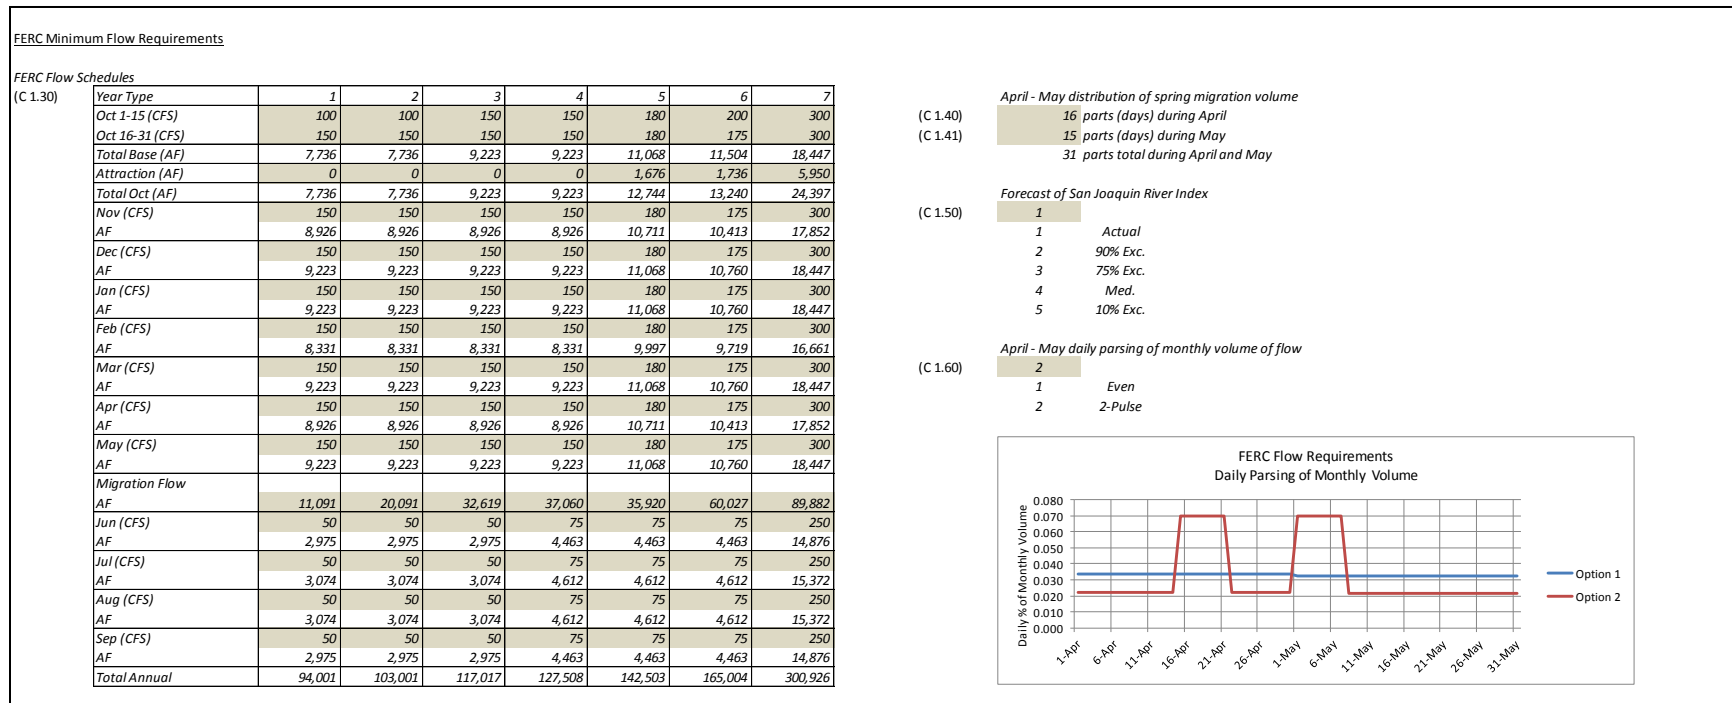 FERC Minimum Flow Requirements
FERC Flow Schedules
(C 1.30) Year Type 1 2 3 4 5 6 7
Oct 1-15 (CFS) 100 100 150 150 180 200 300
Oct 16-31 (CFS) 150 150 150 150 180 175 300
Total Base (AF) 7,736 7,736 9,223 9,223 11,068 11,504 18,447
Attraction (AF) 0 0 0 0 1,676 1,736 5,950
Total Oct (AF) 7,736 7,736 9,223 9,223 12,744 13,240 24,397
Nov (CFS) 150 150 150 150 180 175 300
AF 8,926 8,926 8,926 8,926 10,711 10,413 17,852
Dec (CFS) 150 150 150 150 180 175 300
AF 9,223 9,223 9,223 9,223 11,068 10,760 18,447
Jan (CFS) 150 150 150 150 180 175 300
AF 9,223 9,223 9,223 9,223 11,068 10,760 18,447
Feb (CFS) 150 150 150 150 180 175 300
AF 8,331 8,331 8,331 8,331 9,997 9,719 16,661
Mar (CFS) 150 150 150 150 180 175 300
AF 9,223 9,223 9,223 9,223 11,068 10,760 18,447
Apr (CFS) 150 150 150 150 180 175 300
AF 8,926 8,926 8,926 8,926 10,711 10,413 17,852
May (CFS) 150 150 150 150 180 175 300
AF 9,223 9,223 9,223 9,223 11,068 10,760 18,447
Migration Flow
AF 11,091 20,091 32,619 37,060 35,920 60,027 89,882
Jun (CFS) 50 50 50 75 75 75 250
AF 2,975 2,975 2,975 4,463 4,463 4,463 14,876
Jul (CFS) 50 50 50 75 75 75 250
AF 3,074 3,074 3,074 4,612 4,612 4,612 15,372
Aug (CFS) 50 50 50 75 75 75 250
AF 3,074 3,074 3,074 4,612 4,612 4,612 15,372
Sep (CFS) 50 50 50 75 75 75 250
AF 2,975 2,975 2,975 4,463 4,463 4,463 14,876
Total Annual 94,001 103,001 117,017 127,508 142,503 165,004 300,926
April - May distribution of spring migration volume
(C 1.40) 16 parts (days) during April
(C 1.41) 15 parts (days) during May
31 parts total during April and May
Forecast of San Joaquin River Index
(C 1.50) 1
1 Actual
2 90% Exc.
3 75% Exc.
4 Med.
5 10% Exc.
April - May daily parsing of monthly volume of flow
(C 1.60) 2
1 Even
2 2-Pulse
FERC Flow Requirements
Daily Parsing of Monthly Volume
Daily % of Monthly Volume
0.080
0.070
0.060
0.050
0.040
0.030
0.020
0.010
0.000
1-Apr 6-Apr 11-Apr 16-Apr 21-Apr 26-Apr 1-May 6-May 11-May 16-May 21-May 26-May 31-May
Option 1
Option 2